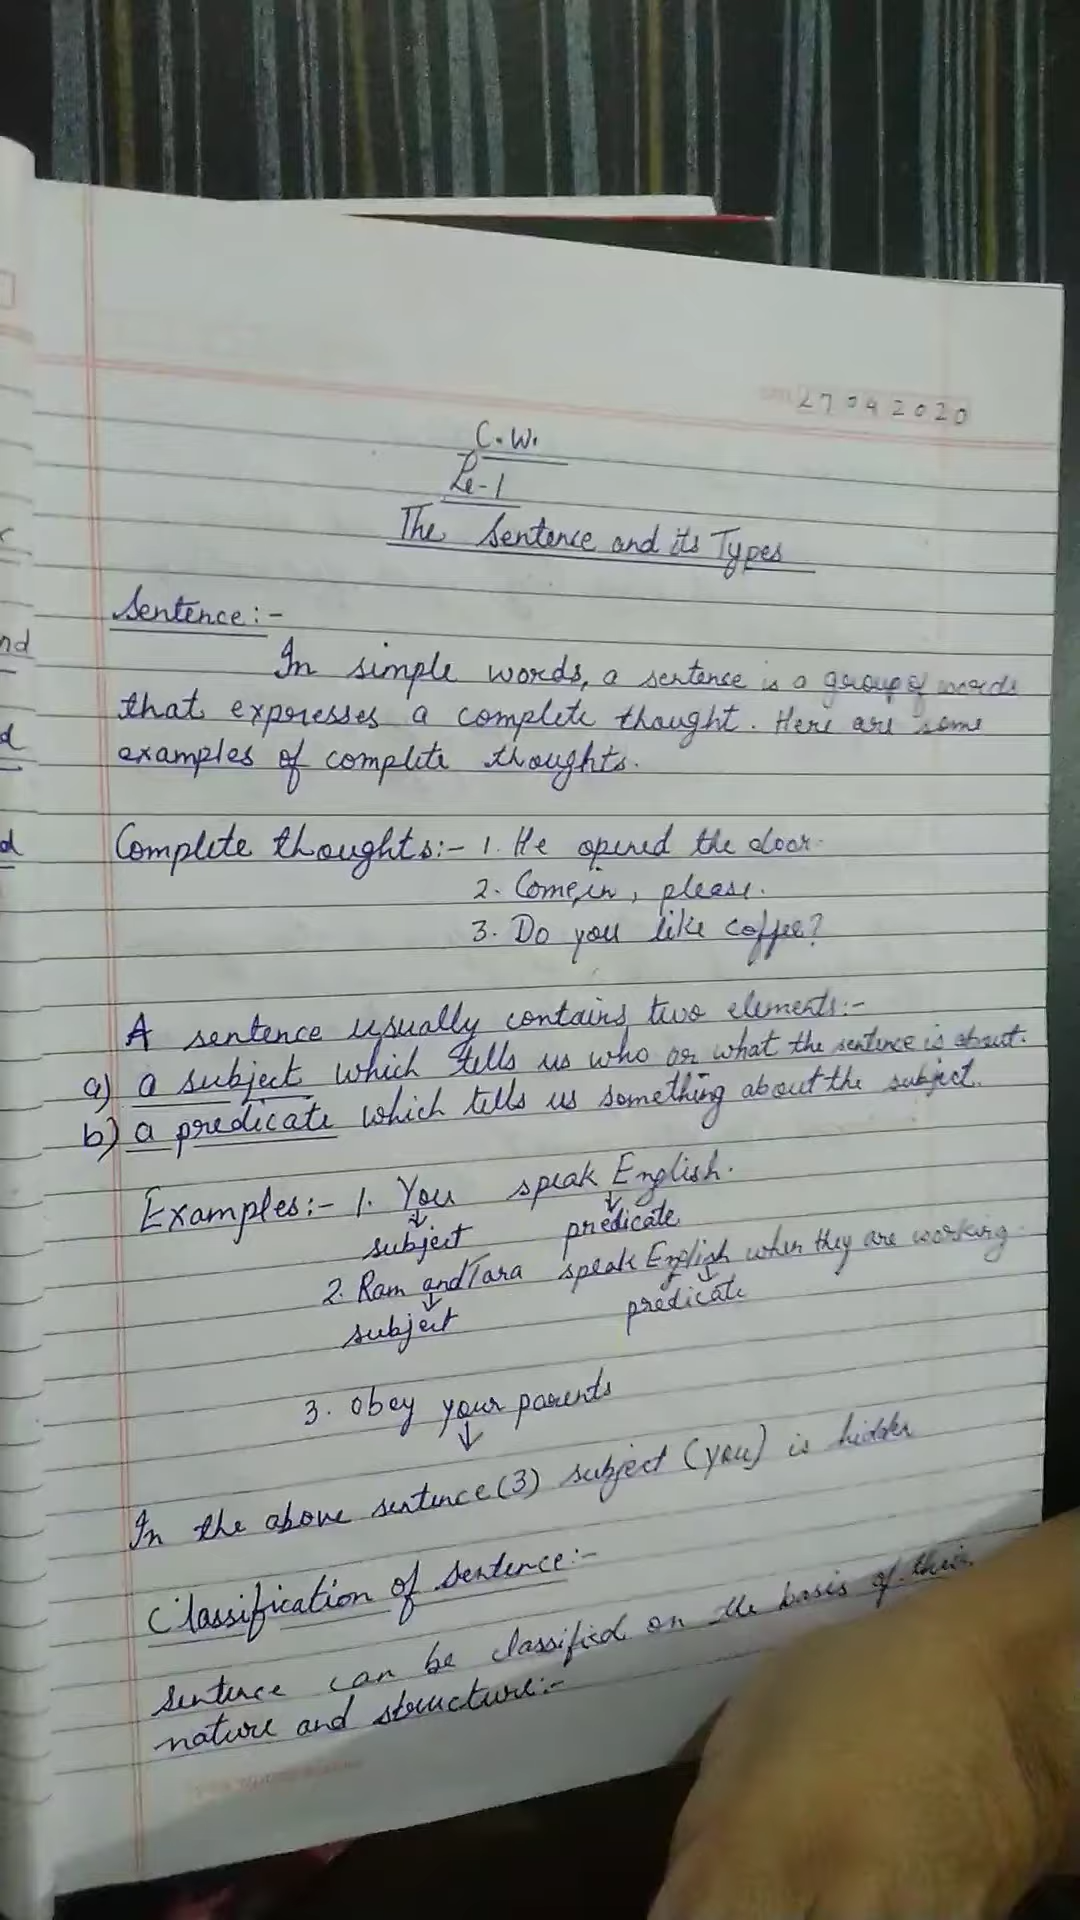 27 04 2020
C.W.
Le-1
The Sentence and its Types
Sentence:-
In simple words, a sentence is a group of words
that expresses a complete thought. Here are some
examples of complete thoughts.
Complete thoughts:- 1. He opened the door.
2. Come,in, please.
3. Do you like coffee?
A sentence usually contains two elements:-
a) a subject which tells us who or what the sentence is about.
b) a predicate which tells us something about the subject.
Examples:- 1. You speak English.
subject predicate
2. Ram and Tara speak English when they are working.
subject predicate
3. Obey your parents
In the above sentence (3) subject (you) is hidden
Classification of Sentence:-
Sentence can be classified on the basis of their
nature and structure:-
nd
d
d